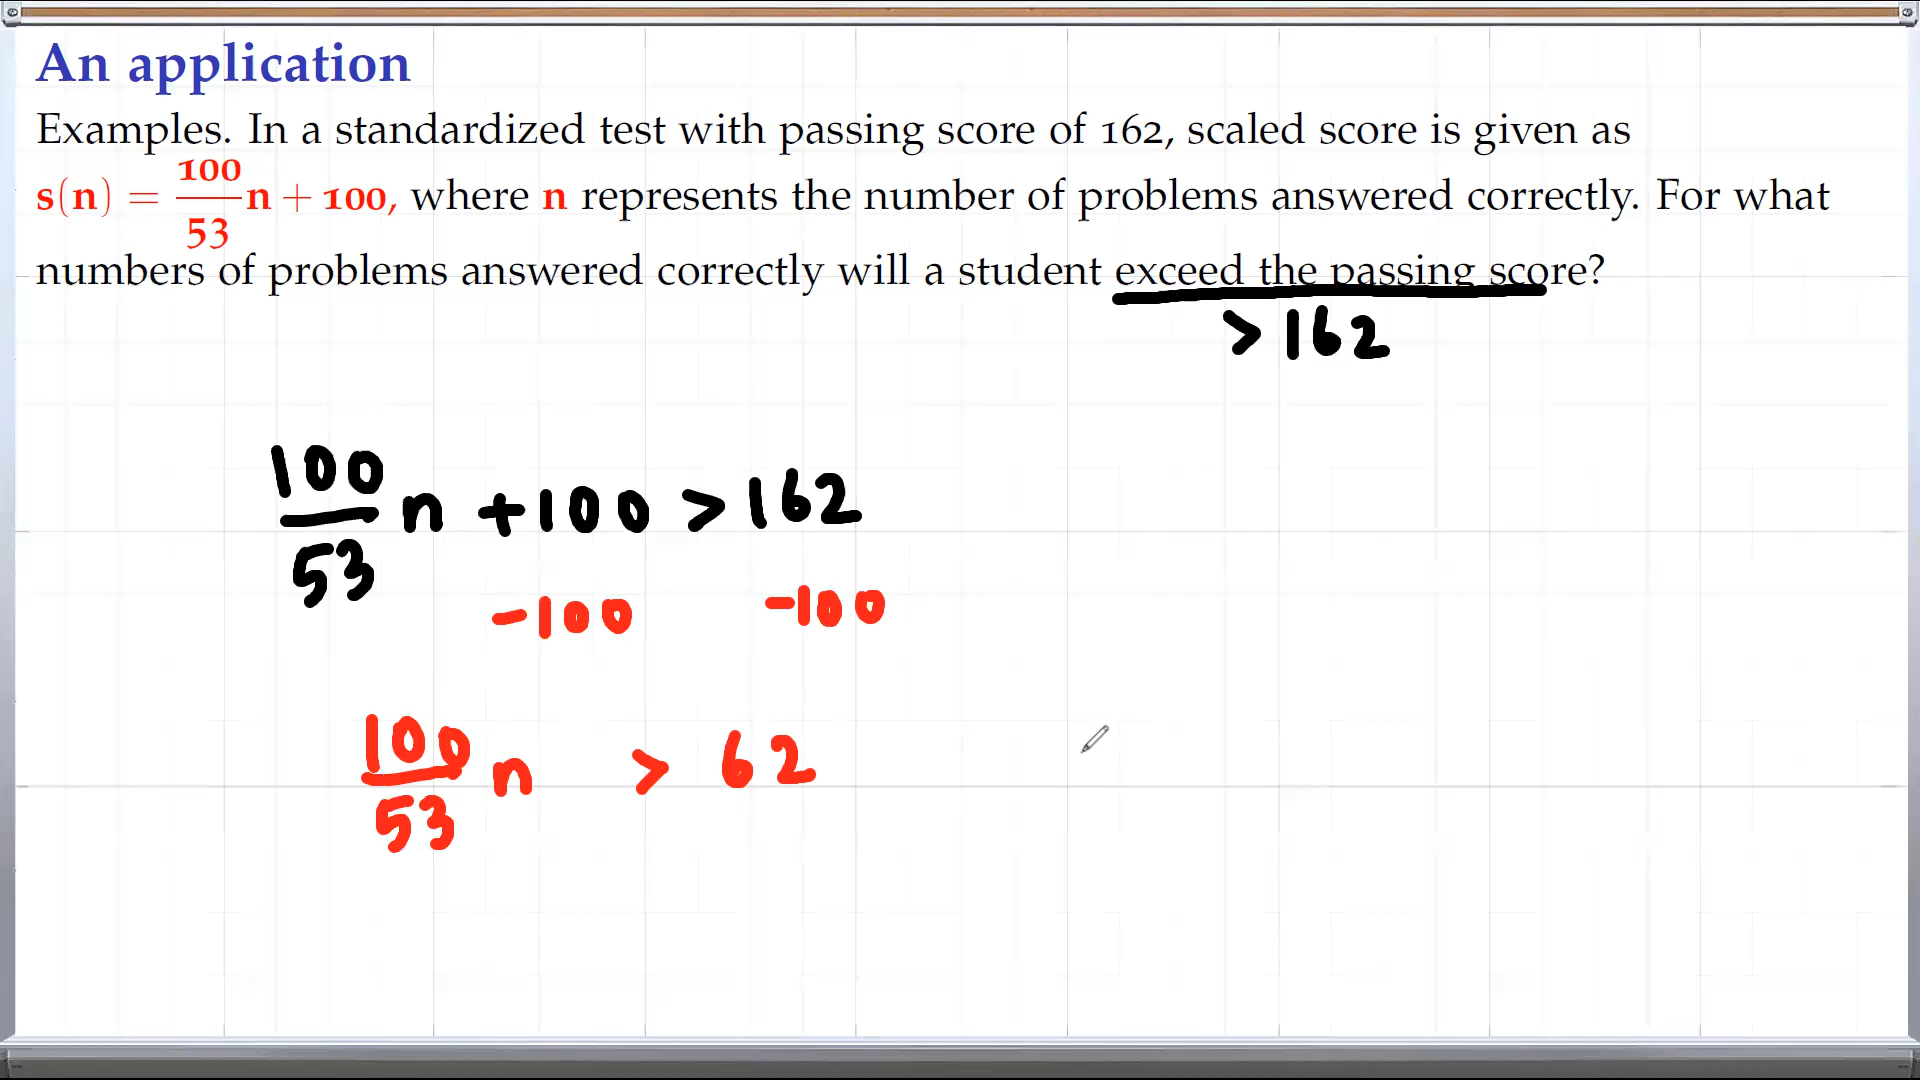 An application
Examples. In a standardized test with passing score of 162, scaled score is given as
s(n) = 100/53 n + 100, where n represents the number of problems answered correctly. For what
numbers of problems answered correctly will a student exceed the passing score?
> 162
100/53 n + 100 > 162
-100 -100
100/53 n > 62